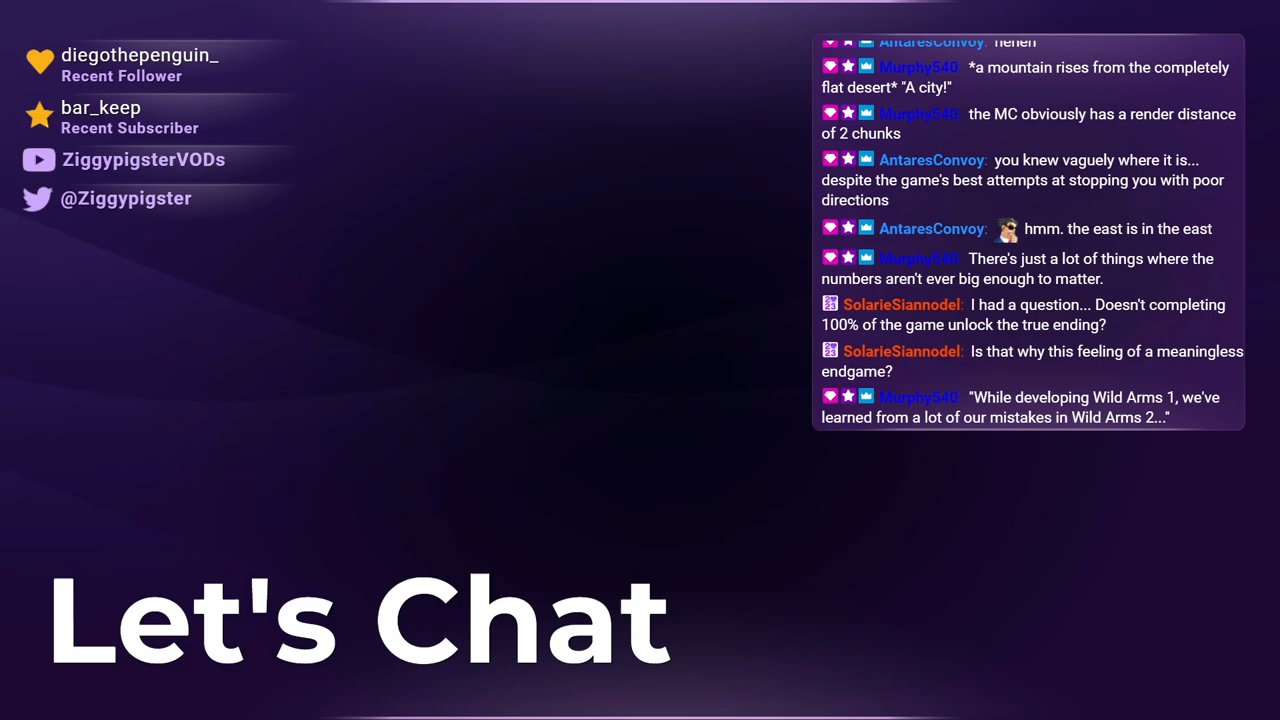 diegothepenguin_
Recent Follower
bar_keep
Recent Subscriber
ZiggypigsterVODs
@Ziggypigster
AntaresConvoy: heheh
Murphy540 *a mountain rises from the completely
flat desert* "A city!"
Murphy540 the MC obviously has a render distance
of 2 chunks
AntaresConvoy: you knew vaguely where it is...
despite the game's best attempts at stopping you with poor
directions
AntaresConvoy: hmm. the east is in the east
Murphy540 There's just a lot of things where the
numbers aren't ever big enough to matter.
SolarieSiannodel: I had a question... Doesn't completing
100% of the game unlock the true ending?
SolarieSiannodel: Is that why this feeling of a meaningless
endgame?
Murphy540 "While developing Wild Arms 1, we've
learned from a lot of our mistakes in Wild Arms 2..."
Let's Chat